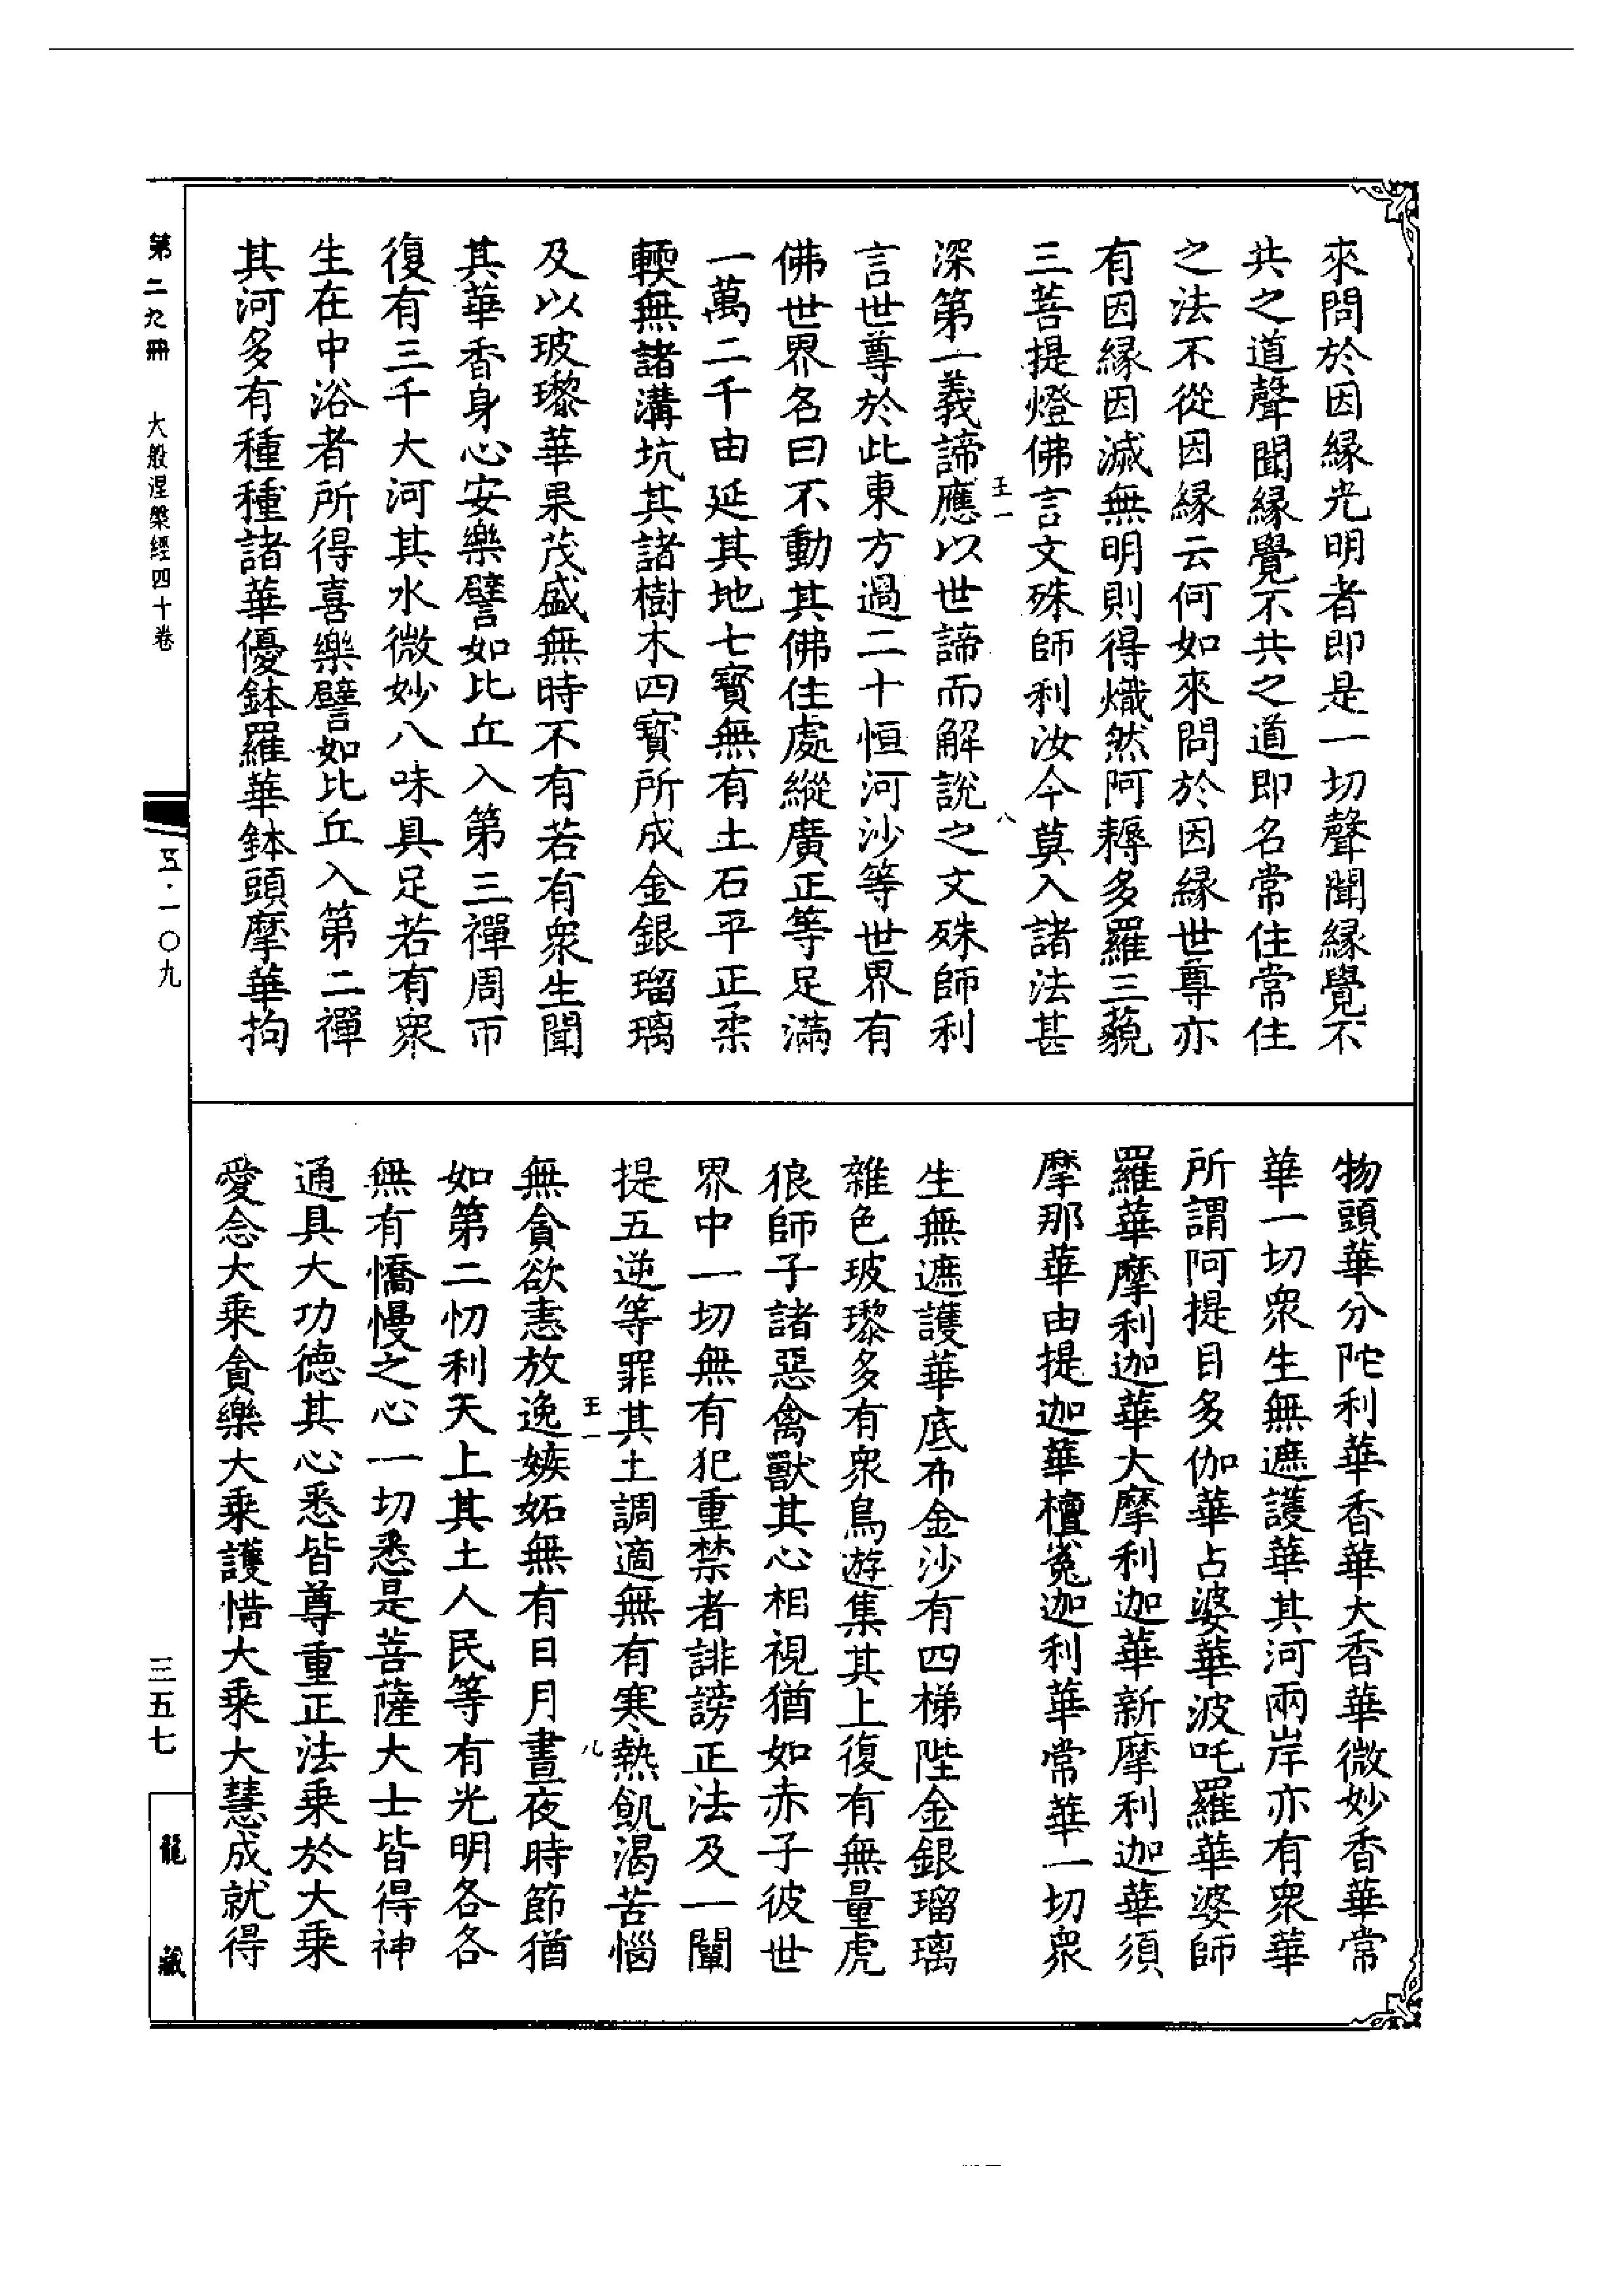 來問於因緣光明者即是一切聲聞緣覺不
共之道聲聞緣覺不共之道即名常住常住
之法不從因緣云何如來問於因緣世尊亦
有因緣因滅無明則得熾然阿耨多羅三藐
三菩提燈佛言文殊師利汝今莫入諸法甚
王一 八
深第一義諦應以世諦而解說之文殊師利
言世尊於此東方過二十恒河沙等世界有
佛世界名曰不動其佛住處縱廣正等足滿
一萬二千由延其地七寳無有土石平正柔
輭無諸溝坑其諸樹木四寳所成金銀瑠璃
及以玻瓈華果茂盛無時不有若有衆生聞
其華香身心安樂譬如比丘入第三禪周帀
復有三千大河其水微妙八味具足若有衆
生在中浴者所得喜樂譬如比丘入第二禪
其河多有種種諸華優鉢羅華鉢頭摩華拘
物頭華分陀利華香華大香華微妙香華常
華一切衆生無遮護華其河兩岸亦有衆華
所謂阿提目多伽華占婆華波吒羅華婆師
羅華摩利迦華大摩利迦華新摩利迦華須
摩那華由提迦華檀㝹迦利華常華一切衆
生無遮護華底布金沙有四梯陛金銀瑠璃
雜色玻瓈多有衆鳥遊集其上復有無量虎
狼師子諸惡禽獸其心相視猶如赤子彼世
界中一切無有犯重禁者誹謗正法及一闡
提五逆等罪其土調適無有寒熱飢渴苦惱
王一 八
無貪欲恚放逸嫉妬無有日月晝夜時節猶
如第二忉利天上其土人民等有光明各各
無有憍慢之心一切悉是菩薩大士皆得神
通具大功德其心悉皆尊重正法乘於大乘
愛念大乘貪樂大乘護惜大乘大慧成就得
第二九冊 大般涅槃經四十卷
五·一〇九
三五七
龍藏